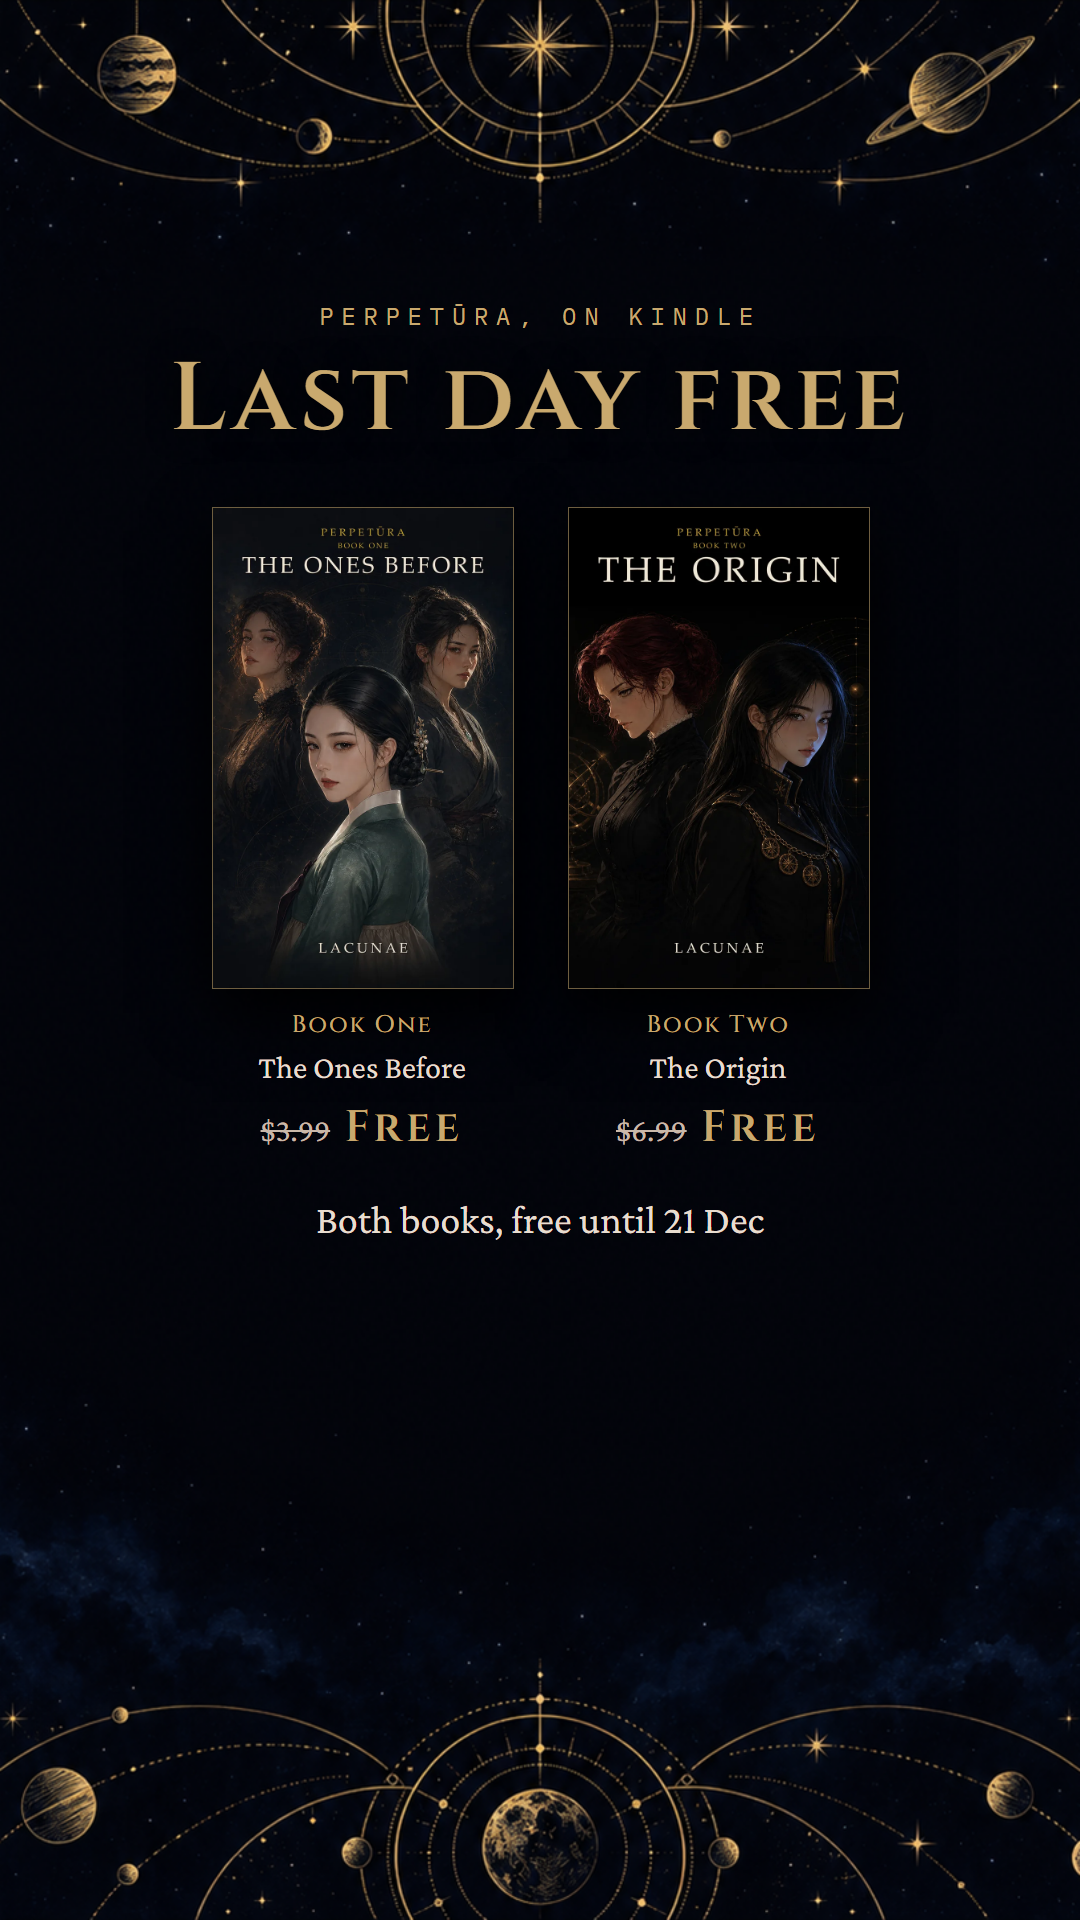 PERPETŪRA, ON KINDLE
LAST DAY FREE
PERPETŪRA
BOOK ONE
THE ONES BEFORE
LACUNAE
PERPETŪRA
BOOK TWO
THE ORIGIN
LACUNAE
BOOK ONE
The Ones Before
$3.99 FREE
BOOK TWO
The Origin
$6.99 FREE
Both books, free until 21 Dec